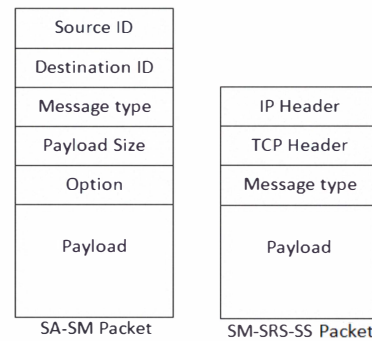 Source ID
Destination ID
Message type
Payload Size
Option
Payload
SA-SM Packet
IP Header
TCP Header
Message type
Payload
SM-SRS-SS Packet